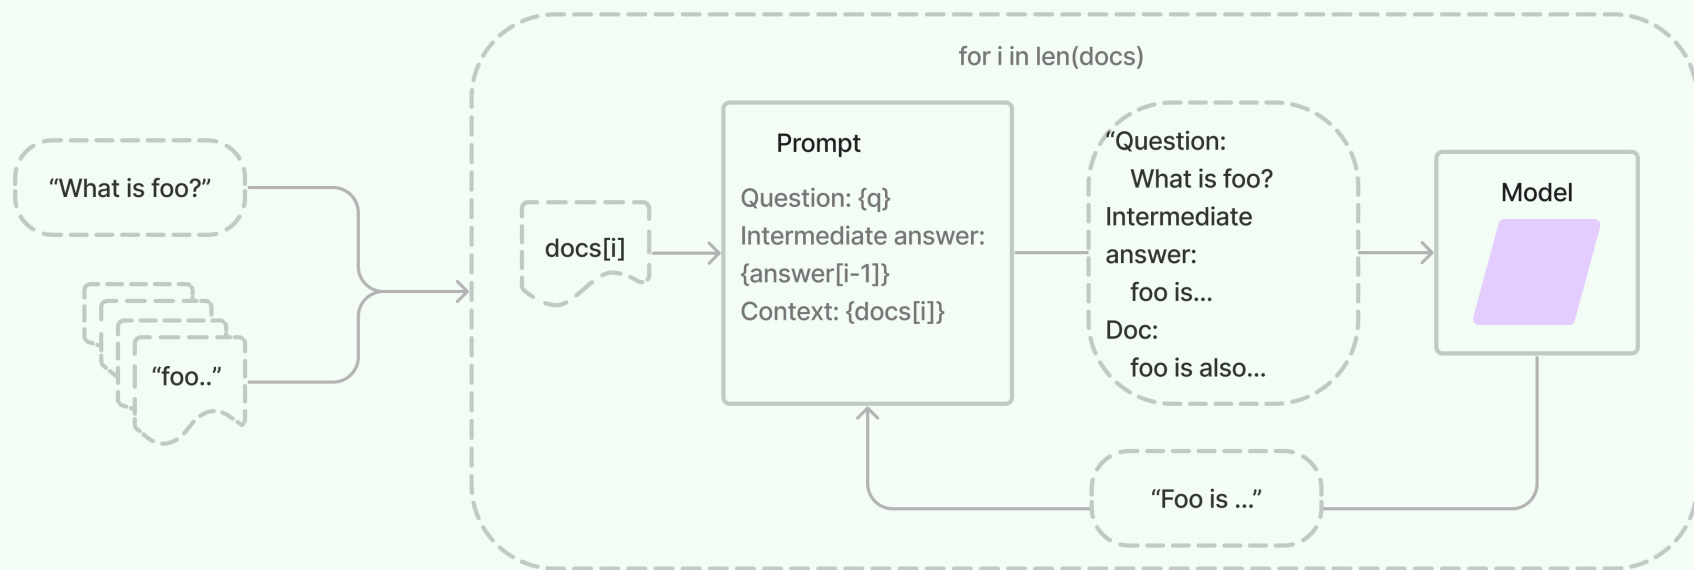 for i in len(docs)
“What is foo?”
“foo..”
docs[i]
Prompt
Question: {q}
Intermediate answer:
{answer[i-1]}
Context: {docs[i]}
“Question:
What is foo?
Intermediate
answer:
foo is...
Doc:
foo is also...
Model
“Foo is ...”